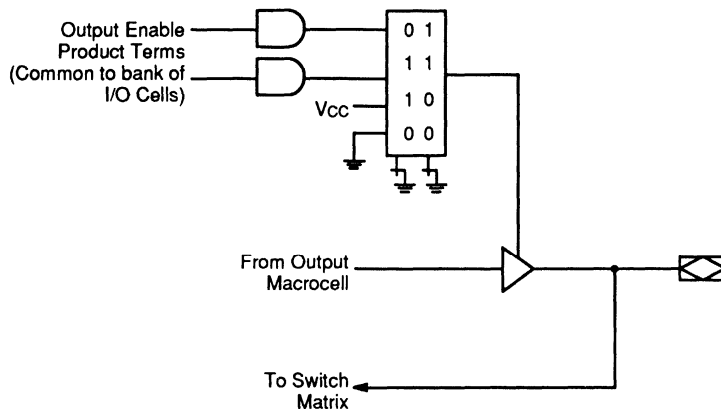 Output Enable
Product Terms
(Common to bank of
I/O Cells)
0 1
1 1
VCC
1 0
0 0
From Output
Macrocell
To Switch
Matrix